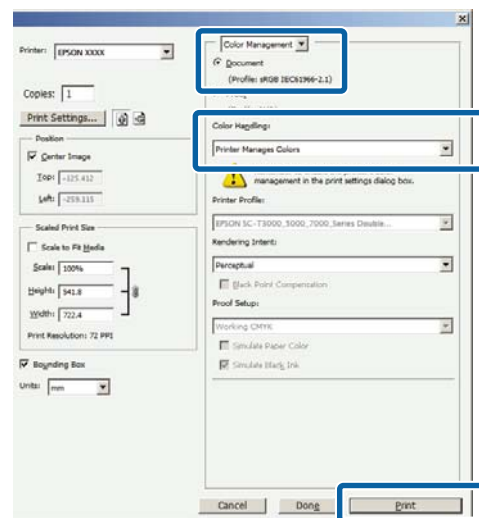 Printer: EPSON XXXX
Copies: 1
Print Settings...
Position
Center Image
Top: -125.412
Left: -259.115
Scaled Print Size
Scale to Fit Media
Scale: 100%
Height: 541.8
Width: 722.4
Print Resolution: 72 PPI
Bounding Box
Units: mm
Color Management
Document
(Profile: sRGB IEC61966-2.1)
Color Handling:
Printer Manages Colors
management in the print settings dialog box.
Printer Profile:
EPSON SC-T3000_5000_7000_Series Double...
Rendering Intent:
Perceptual
Black Point Compensation
Proof Setup:
Working CMYK
Simulate Paper Color
Simulate Black Ink
Cancel
Done
Print